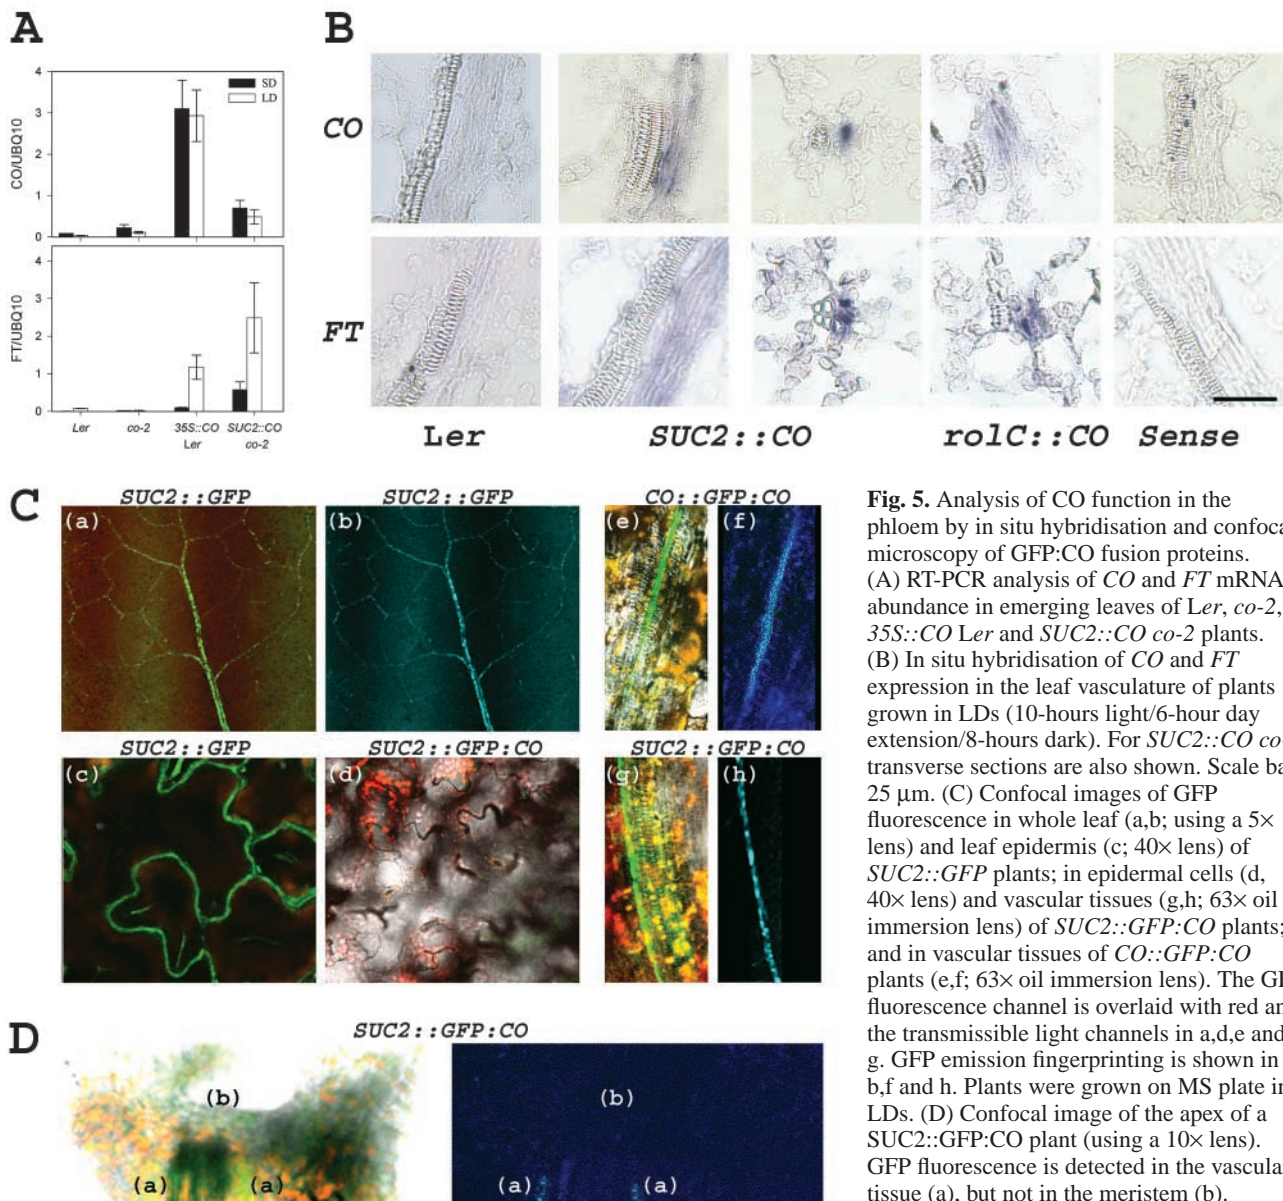 A
B
4
3
2
1
0
CO/UBQ10
SD
LD
4
3
2
1
0
FT/UBQ10
Ler
co-2
35S::CO
Ler
SUC2::CO
co-2
CO
FT
Ler
SUC2::CO
rolC::CO
Sense
C
SUC2::GFP
SUC2::GFP
CO::GFP:CO
(a)
(b)
(e)
(f)
SUC2::GFP
SUC2::GFP:CO
SUC2::GFP:CO
(c)
(d)
(g)
(h)
D
SUC2::GFP:CO
(b)
(a)
(a)
(b)
(a)
(a)
Fig. 5. Analysis of CO function in the
phloem by in situ hybridisation and confoca
microscopy of GFP:CO fusion proteins.
(A) RT-PCR analysis of CO and FT mRNA
abundance in emerging leaves of Ler, co-2,
35S::CO Ler and SUC2::CO co-2 plants.
(B) In situ hybridisation of CO and FT
expression in the leaf vasculature of plants
grown in LDs (10-hours light/6-hour day
extension/8-hours dark). For SUC2::CO co-
transverse sections are also shown. Scale ba
25 μm. (C) Confocal images of GFP
fluorescence in whole leaf (a,b; using a 5×
lens) and leaf epidermis (c; 40× lens) of
SUC2::GFP plants; in epidermal cells (d,
40× lens) and vascular tissues (g,h; 63× oil
immersion lens) of SUC2::GFP:CO plants;
and in vascular tissues of CO::GFP:CO
plants (e,f; 63× oil immersion lens). The GF
fluorescence channel is overlaid with red an
the transmissible light channels in a,d,e and
g. GFP emission fingerprinting is shown in
b,f and h. Plants were grown on MS plate in
LDs. (D) Confocal image of the apex of a
SUC2::GFP:CO plant (using a 10× lens).
GFP fluorescence is detected in the vascular
tissue (a), but not in the meristem (b).